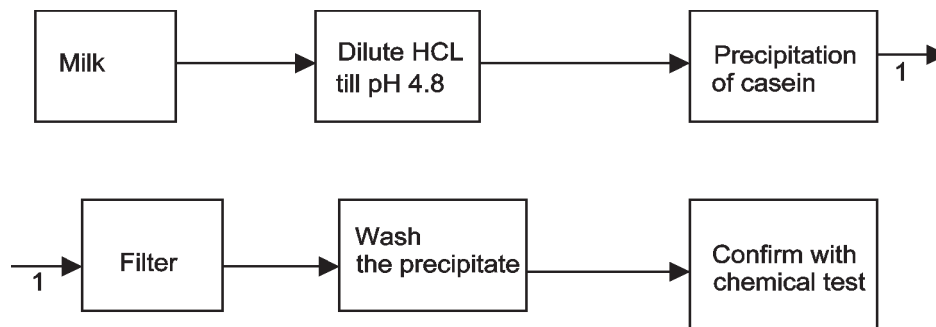 Milk
Dilute HCL
till pH 4.8
Precipitation
of casein
1
1
Filter
Wash
the precipitate
Confirm with
chemical test